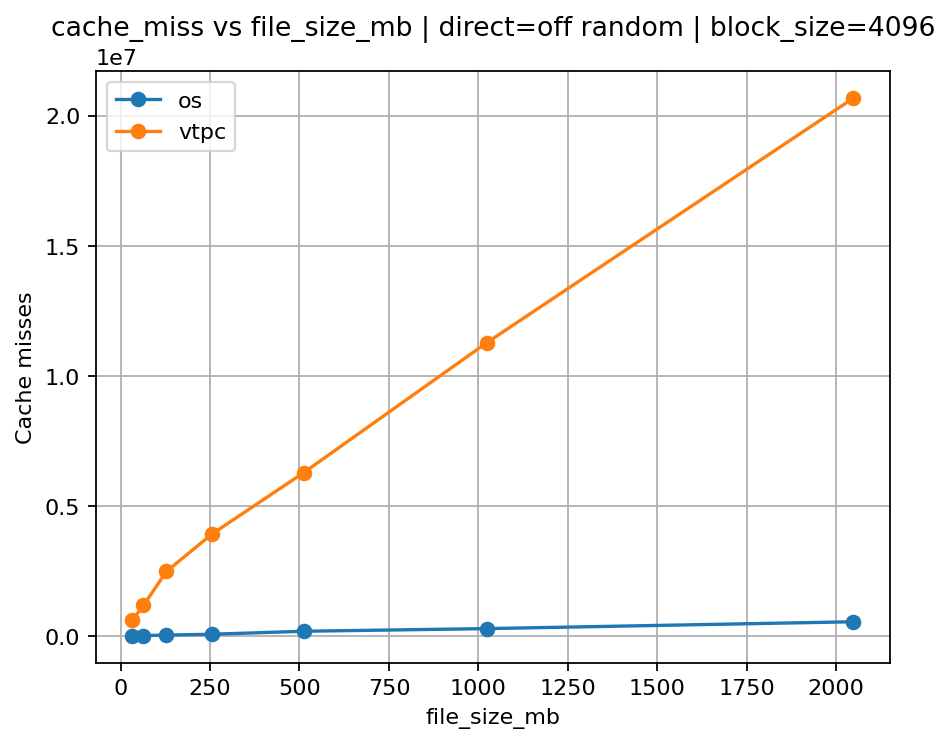 cache_miss vs file_size_mb | direct=off random | block_size=4096
1e7
os
vtpc
2.0
1.5
1.0
0.5
0.0
Cache misses
0 250 500 750 1000 1250 1500 1750 2000
file_size_mb